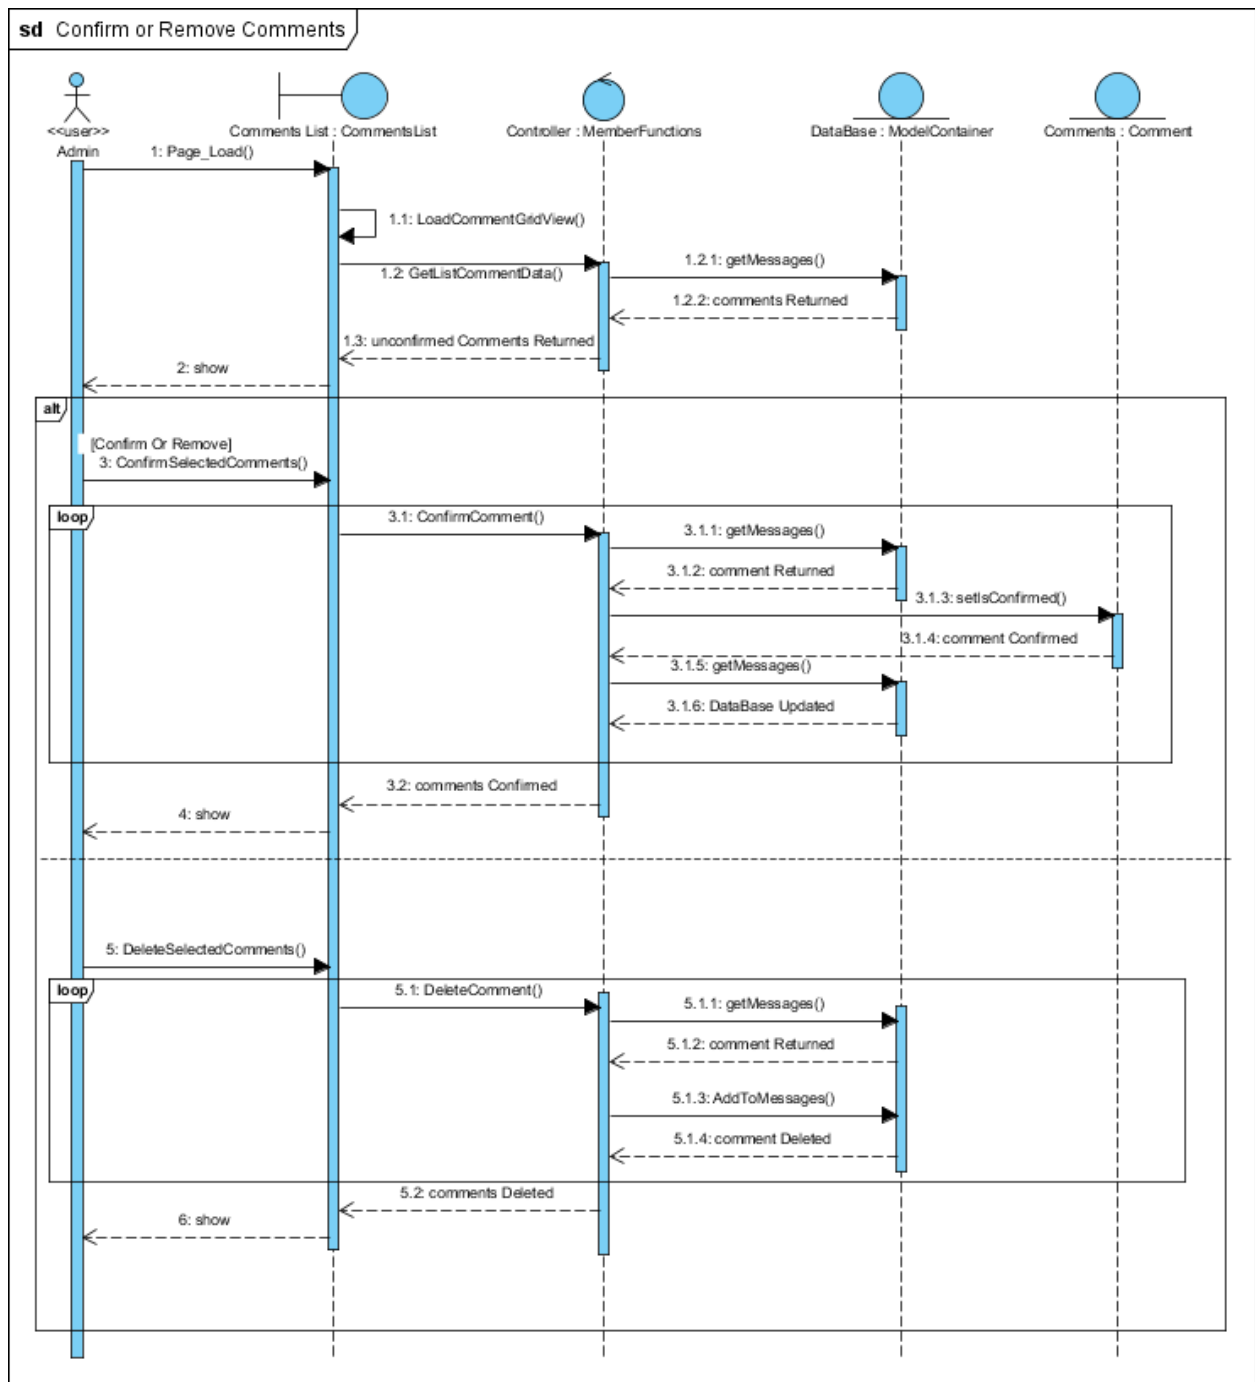 sd Confirm or Remove Comments
<<user>>
Admin
Comments List : CommentsList
Controller : MemberFunctions
DataBase : ModelContainer
Comments : Comment
1: Page_Load()
1.1: LoadCommentGridView()
1.2: GetListCommentData()
1.2.1: getMessages()
1.2.2: comments Returned
1.3: unconfirmed Comments Returned
2: show
alt
[Confirm Or Remove]
3: ConfirmSelectedComments()
loop
3.1: ConfirmComment()
3.1.1: getMessages()
3.1.2: comment Returned
3.1.3: setIsConfirmed()
3.1.4: comment Confirmed
3.1.5: getMessages()
3.1.6: DataBase Updated
3.2: comments Confirmed
4: show
5: DeleteSelectedComments()
loop
5.1: DeleteComment()
5.1.1: getMessages()
5.1.2: comment Returned
5.1.3: AddToMessages()
5.1.4: comment Deleted
5.2: comments Deleted
6: show